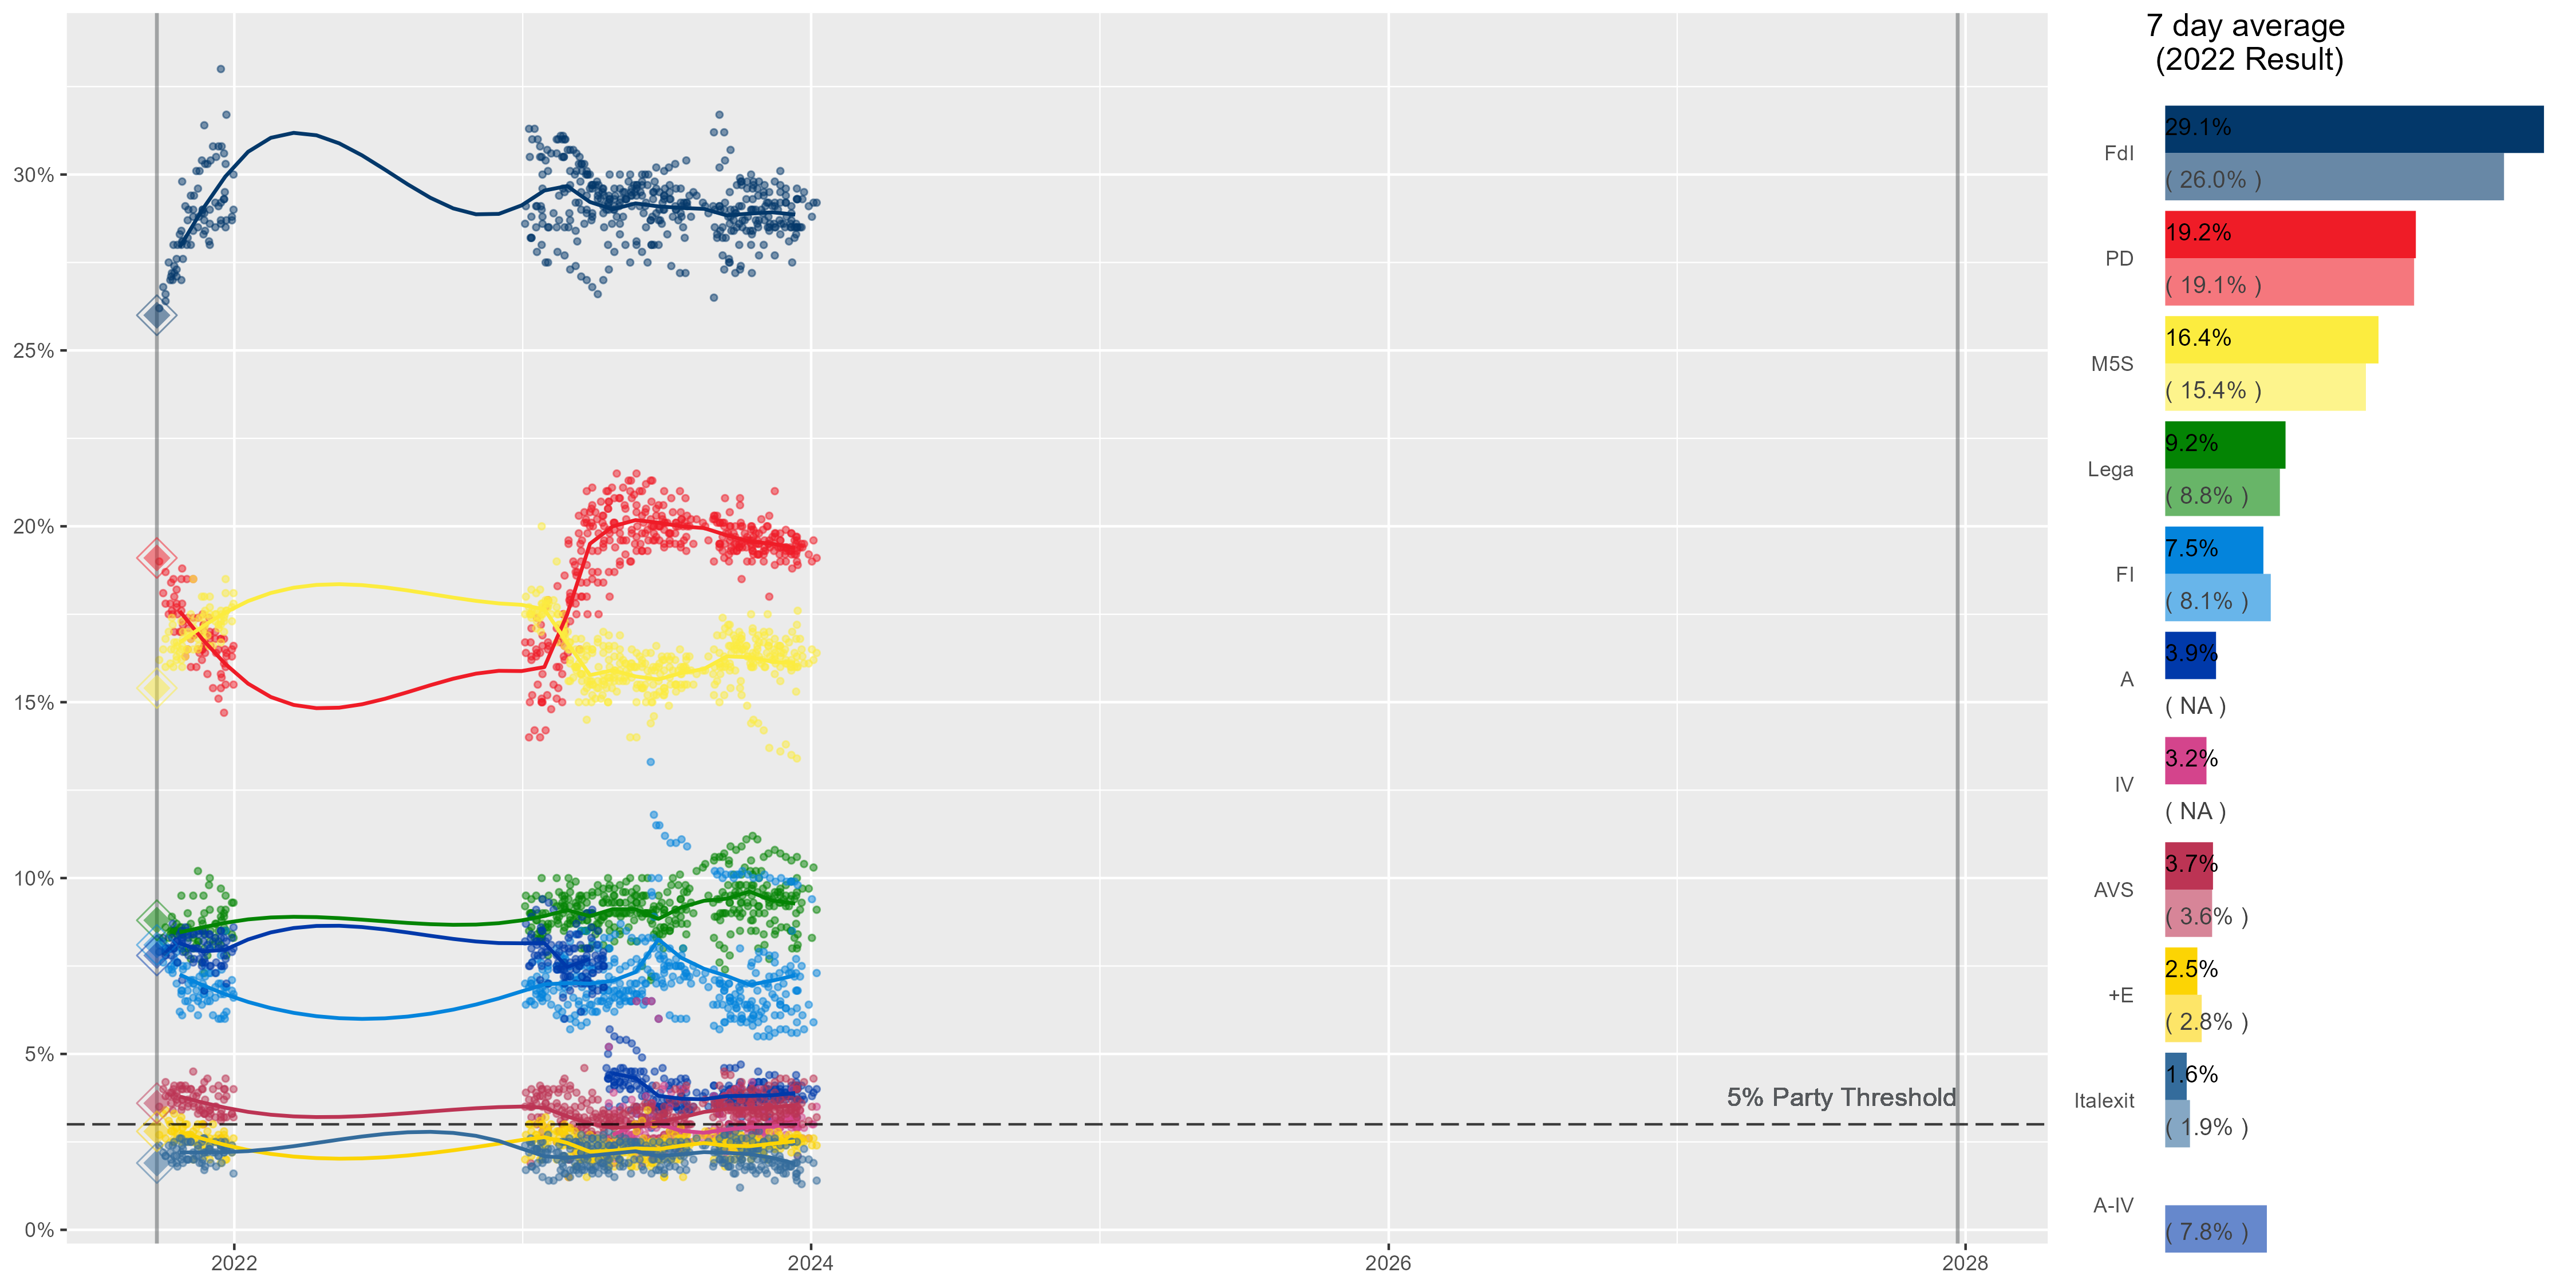 30%
25%
20%
15%
10%
5%
0%
2022
2024
2026
2028
5% Party Threshold
7 day average
(2022 Result)
FdI
29.1%
( 26.0% )
PD
19.2%
( 19.1% )
M5S
16.4%
( 15.4% )
Lega
9.2%
( 8.8% )
FI
7.5%
( 8.1% )
A
3.9%
( NA )
IV
3.2%
( NA )
AVS
3.7%
( 3.6% )
+E
2.5%
( 2.8% )
Italexit
1.6%
( 1.9% )
A-IV
( 7.8% )